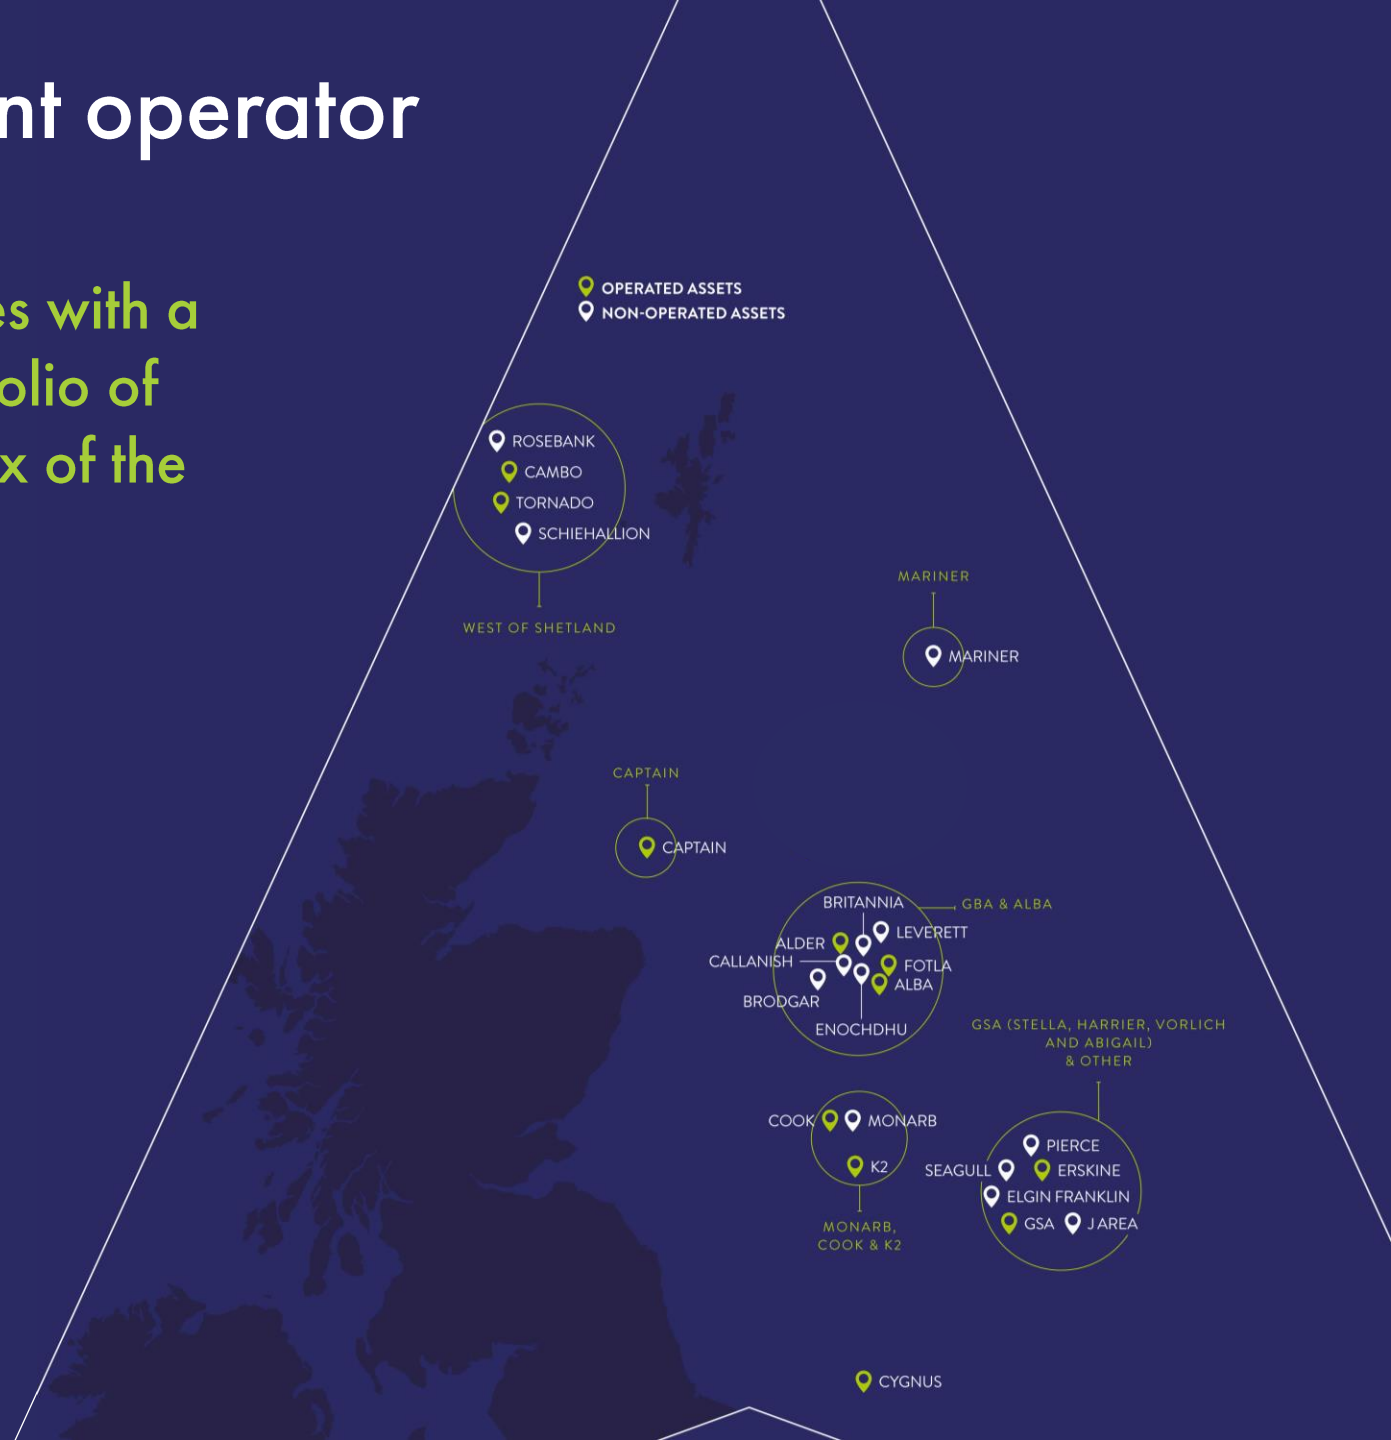 nt operator
es with a
olio of
x of the
OPERATED ASSETS
NON-OPERATED ASSETS
ROSEBANK
CAMBO
TORNADO
SCHIEHALLION
WEST OF SHETLAND
MARINER
MARINER
CAPTAIN
CAPTAIN
BRITANNIA
GBA & ALBA
LEVERETT
ALDER
CALLANISH
FOTLA
ALBA
BRODGAR
ENOCHDHU
GSA (STELLA, HARRIER, VORLICH
AND ABIGAIL)
& OTHER
COOK
MONARB
K2
MONARB,
COOK & K2
PIERCE
SEAGULL
ERSKINE
ELGIN FRANKLIN
GSA
J AREA
CYGNUS